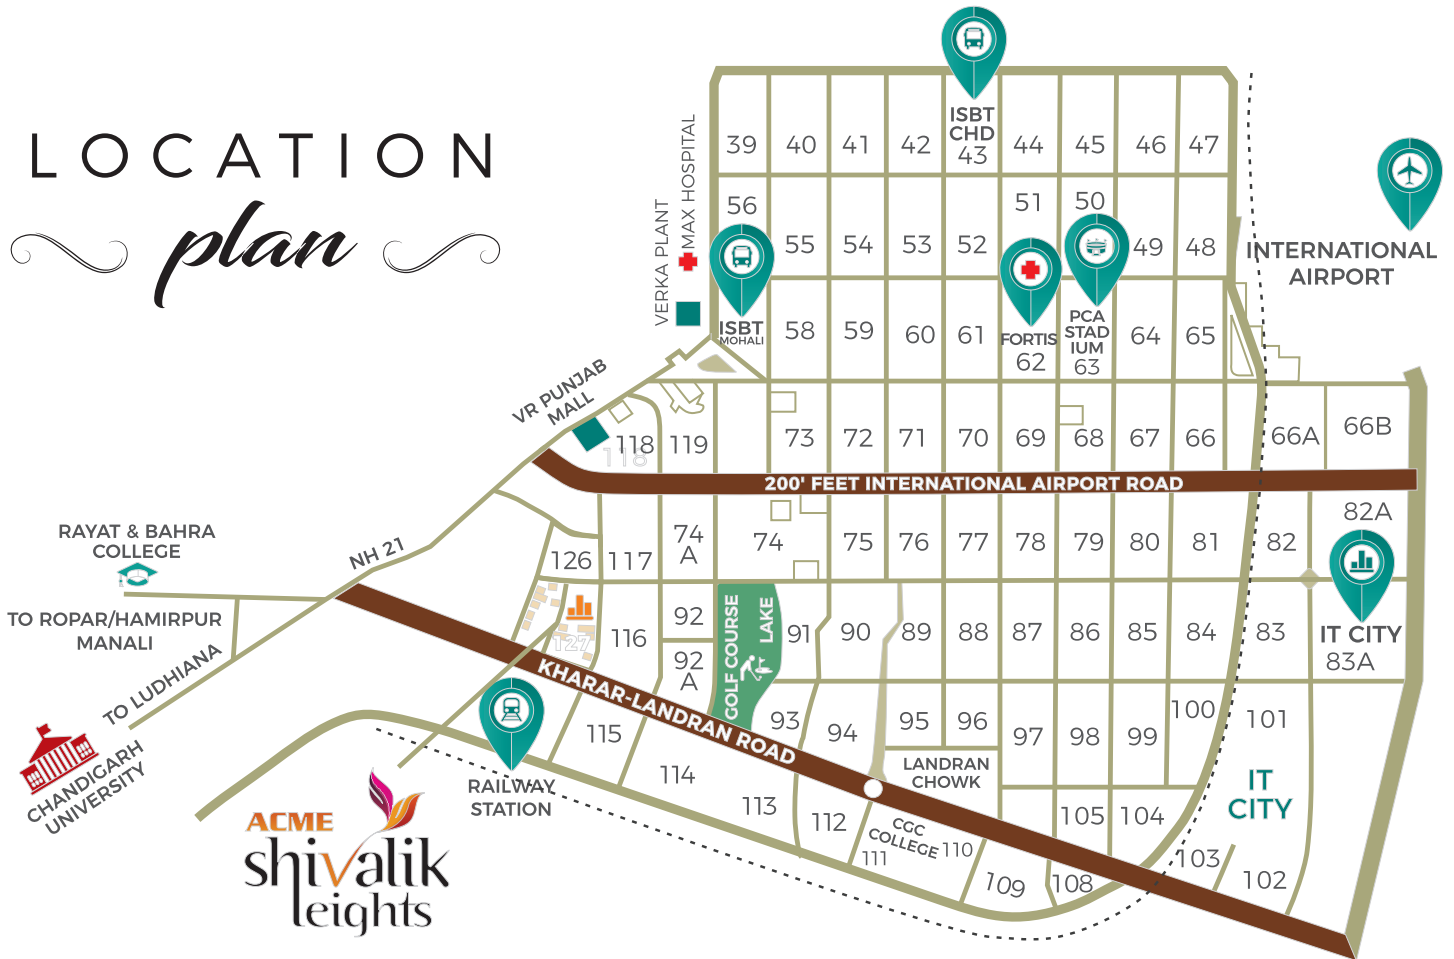 LOCATION
plan
ISBT
CHD
43
39
40
41
42
44
45
46
47
MAX HOSPITAL
VERKA PLANT
56
55
54
53
52
51
50
49
48
INTERNATIONAL
AIRPORT
ISBT
MOHALI
58
59
60
61
FORTIS
62
PCA
STAD
IUM
63
64
65
VR PUNJAB
MALL
118
118
119
73
72
71
70
69
68
67
66
66A
66B
200' FEET INTERNATIONAL AIRPORT ROAD
RAYAT & BAHRA
COLLEGE
NH 21
126
117
74
A
74
75
76
77
78
79
80
81
82
82A
TO ROPAR/HAMIRPUR
MANALI
TO LUDHIANA
127
116
92
92
A
GOLF COURSE
LAKE
91
90
89
88
87
86
85
84
83
IT CITY
83A
KHARAR-LANDRAN ROAD
CHANDIGARH
UNIVERSITY
RAILWAY
STATION
115
114
113
93
94
95
96
97
98
99
100
101
LANDRAN
CHOWK
IT
CITY
112
CGC
COLLEGE
111
110
109
108
105
104
103
102
ACME
shivalik
heights